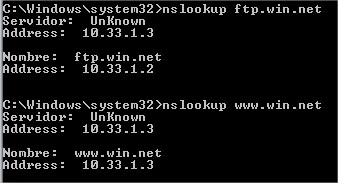 C:\Windows\system32>nslookup ftp.win.net
Servidor:  UnKnown
Address:  10.33.1.3
Nombre:  ftp.win.net
Address:  10.33.1.2
C:\Windows\system32>nslookup www.win.net
Servidor:  UnKnown
Address:  10.33.1.3
Nombre:  www.win.net
Address:  10.33.1.3